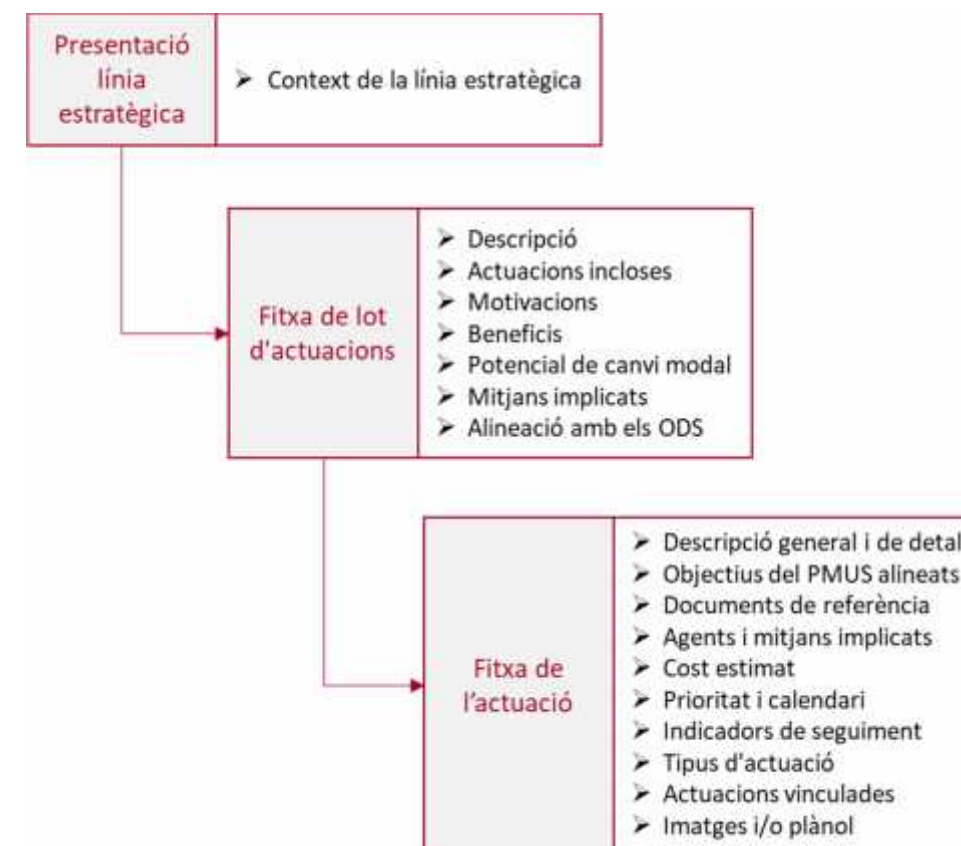 Presentació
línia
estratègica
➤ Context de la línia estratègica
Fitxa de lot
d'actuacions
➤ Descripció
➤ Actuacions incloses
➤ Motivacions
➤ Beneficis
➤ Potencial de canvi modal
➤ Mitjans implicats
➤ Alineació amb els ODS
Fitxa de
l'actuació
➤ Descripció general i de detal
➤ Objectius del PMUS alineats
➤ Documents de referència
➤ Agents i mitjans implicats
➤ Cost estimat
➤ Prioritat i calendari
➤ Indicadors de seguiment
➤ Tipus d'actuació
➤ Actuacions vinculades
➤ Imatges i/o plànol